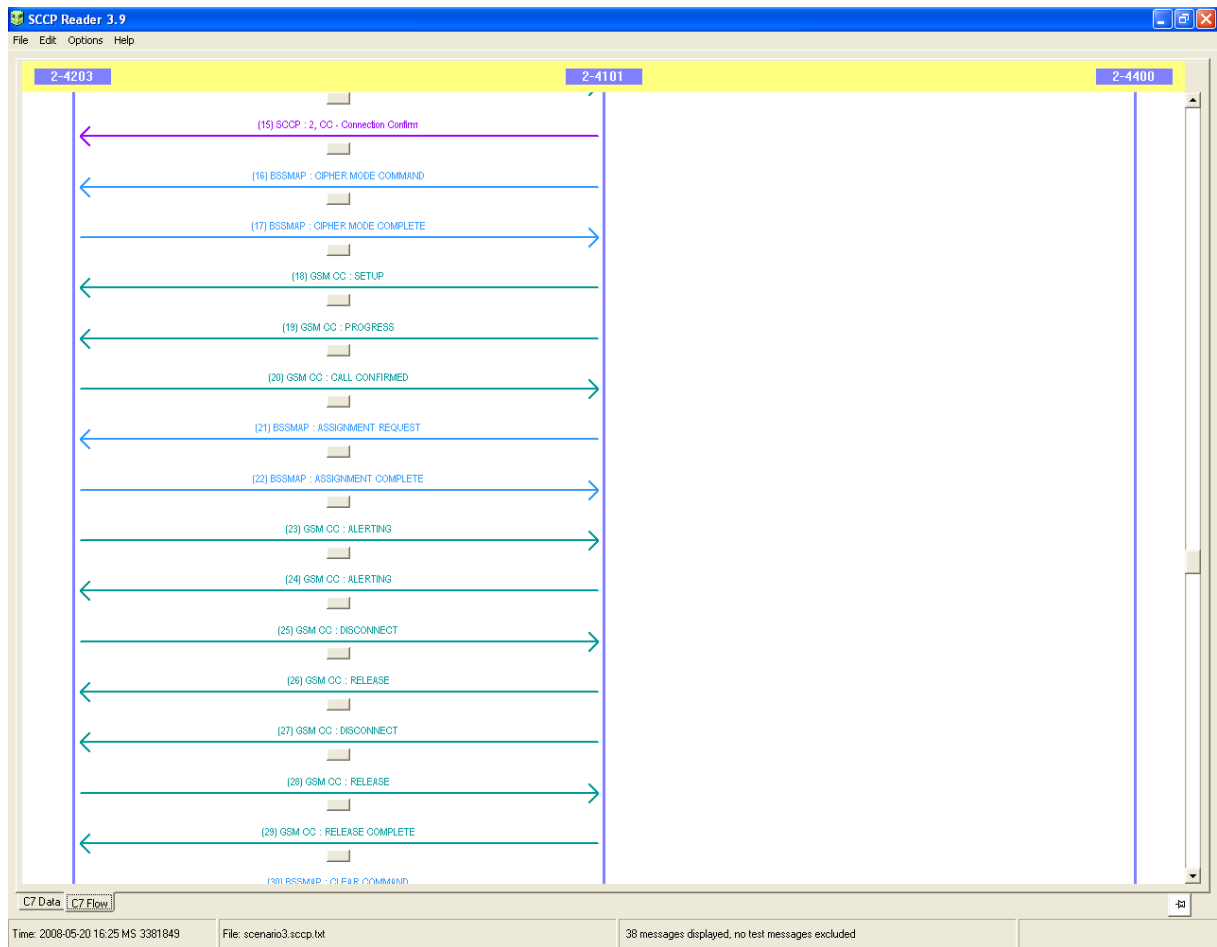 SCCP Reader 3.9
File Edit Options Help
2-4203 2-4101 2-4400
(15) SCCP : 2, CC - Connection Confirm
(16) BSSMAP : CIPHER MODE COMMAND
(17) BSSMAP : CIPHER MODE COMPLETE
(18) GSM CC : SETUP
(19) GSM CC : PROGRESS
(20) GSM CC : CALL CONFIRMED
(21) BSSMAP : ASSIGNMENT REQUEST
(22) BSSMAP : ASSIGNMENT COMPLETE
(23) GSM CC : ALERTING
(24) GSM CC : ALERTING
(25) GSM CC : DISCONNECT
(26) GSM CC : RELEASE
(27) GSM CC : DISCONNECT
(28) GSM CC : RELEASE
(29) GSM CC : RELEASE COMPLETE
(30) BSSMAP : CLEAR COMMAND
C7 Data C7 Flow
Time: 2008-05-20 16:25 MS 3381849 File: scenario3.sccp.txt 38 messages displayed, no test messages excluded